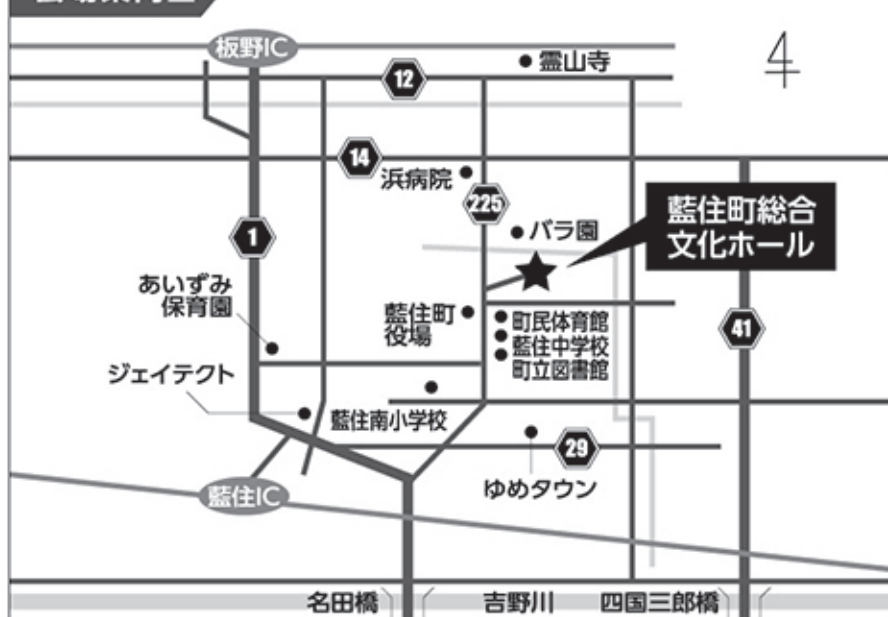 板野IC
霊山寺
12
14
浜病院
225
バラ園
藍住町総合
文化ホール
1
あいずみ
保育園
藍住町
役場
町民体育館
藍住中学校
町立図書館
41
ジェイテクト
藍住南小学校
29
ゆめタウン
藍住IC
名田橋
吉野川
四国三郎橋